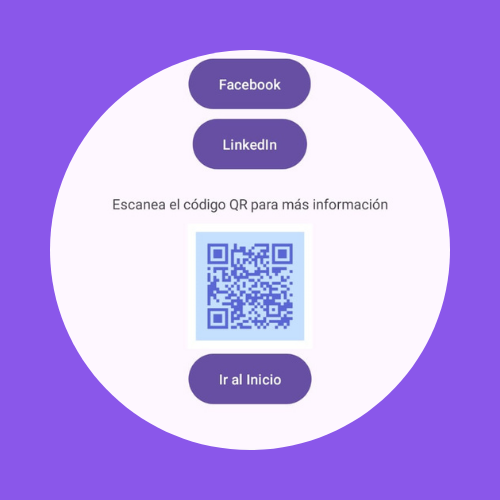 Facebook
LinkedIn
Escanea el código QR para más información
Ir al Inicio